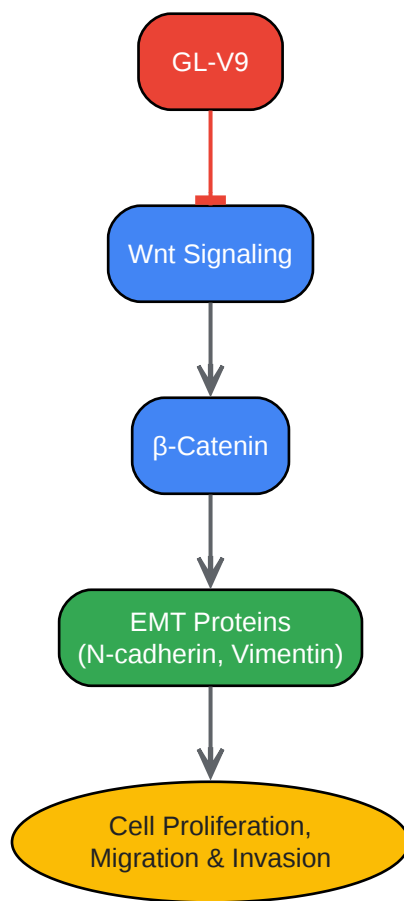 GL-V9
Wnt Signaling
β-Catenin
EMT Proteins
(N-cadherin, Vimentin)
Cell Proliferation,
Migration & Invasion